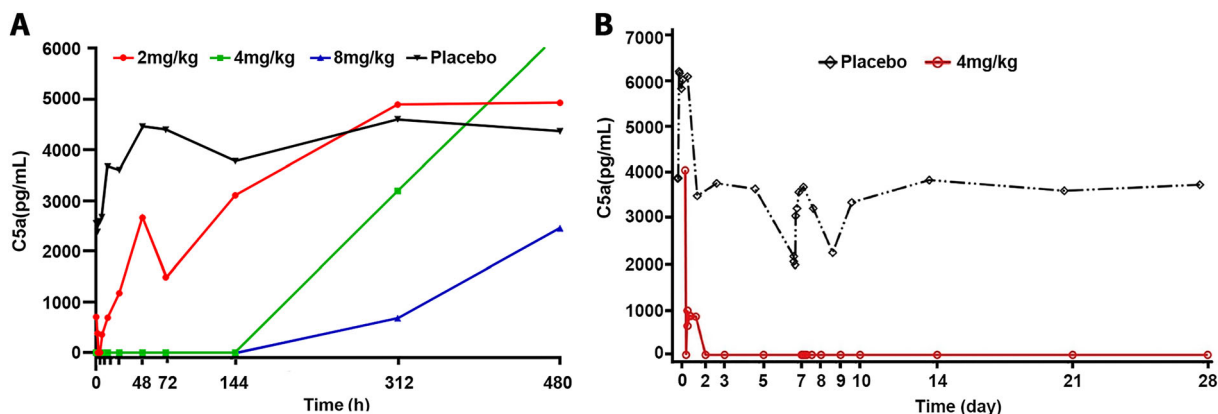 A
6000
5000
4000
3000
2000
1000
0
C5a(pg/mL)
2mg/kg 4mg/kg 8mg/kg Placebo
0 48 72 144 312 480
Time (h)
B
7000
6000
5000
4000
3000
2000
1000
0
C5a(pg/mL)
Placebo 4mg/kg
0 2 3 5 7 8 9 10 14 21 28
Time (day)